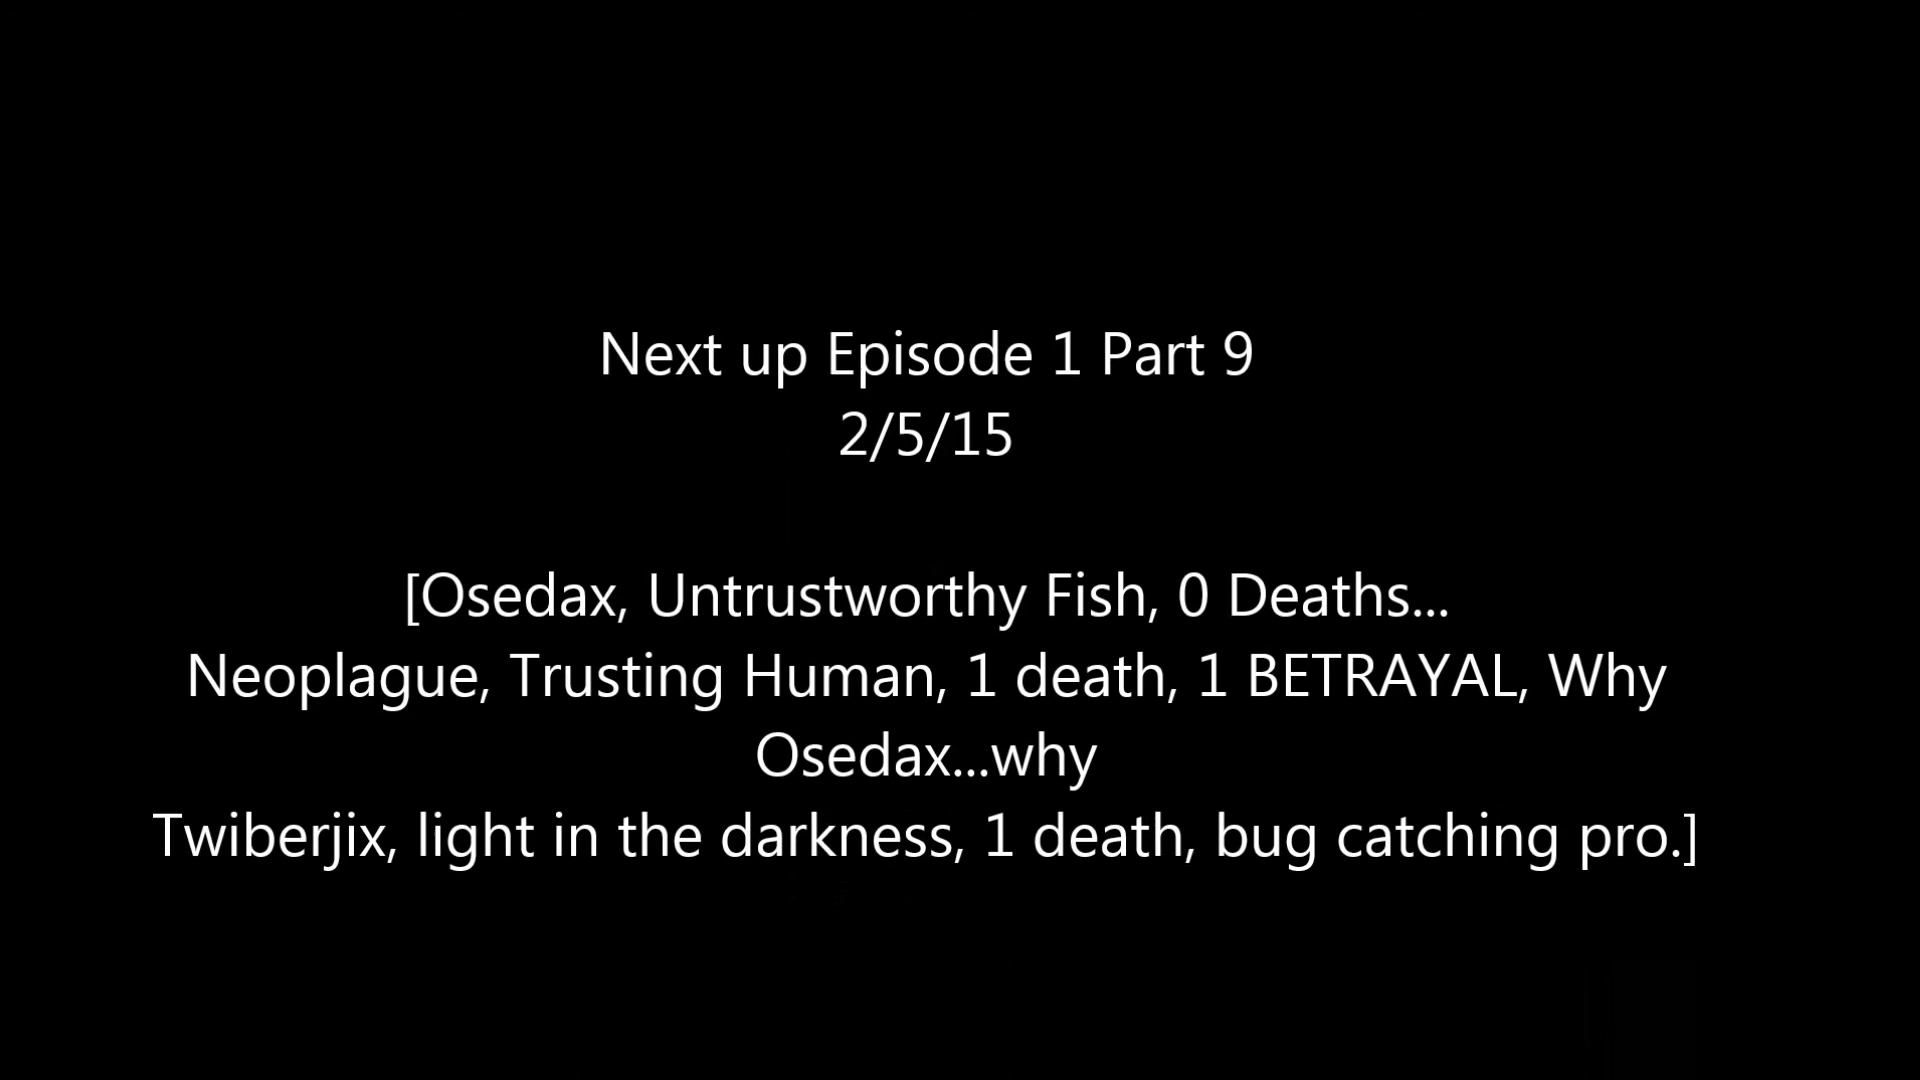 Next up Episode 1 Part 9
2/5/15
[Osedax, Untrustworthy Fish, 0 Deaths...
Neoplague, Trusting Human, 1 death, 1 BETRAYAL, Why
Osedax...why
Twiberjix, light in the darkness, 1 death, bug catching pro.]